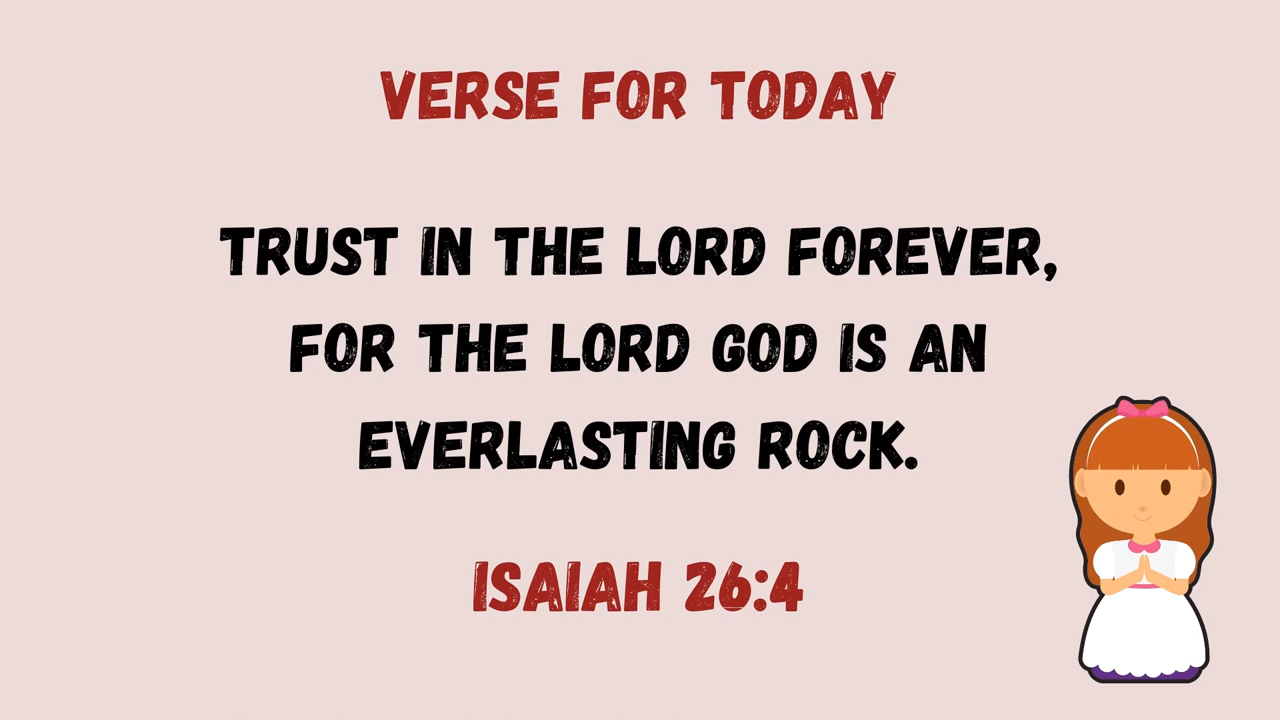 VERSE FOR TODAY
TRUST IN THE LORD FOREVER,
FOR THE LORD GOD IS AN
EVERLASTING ROCK.
ISAIAH 26:4